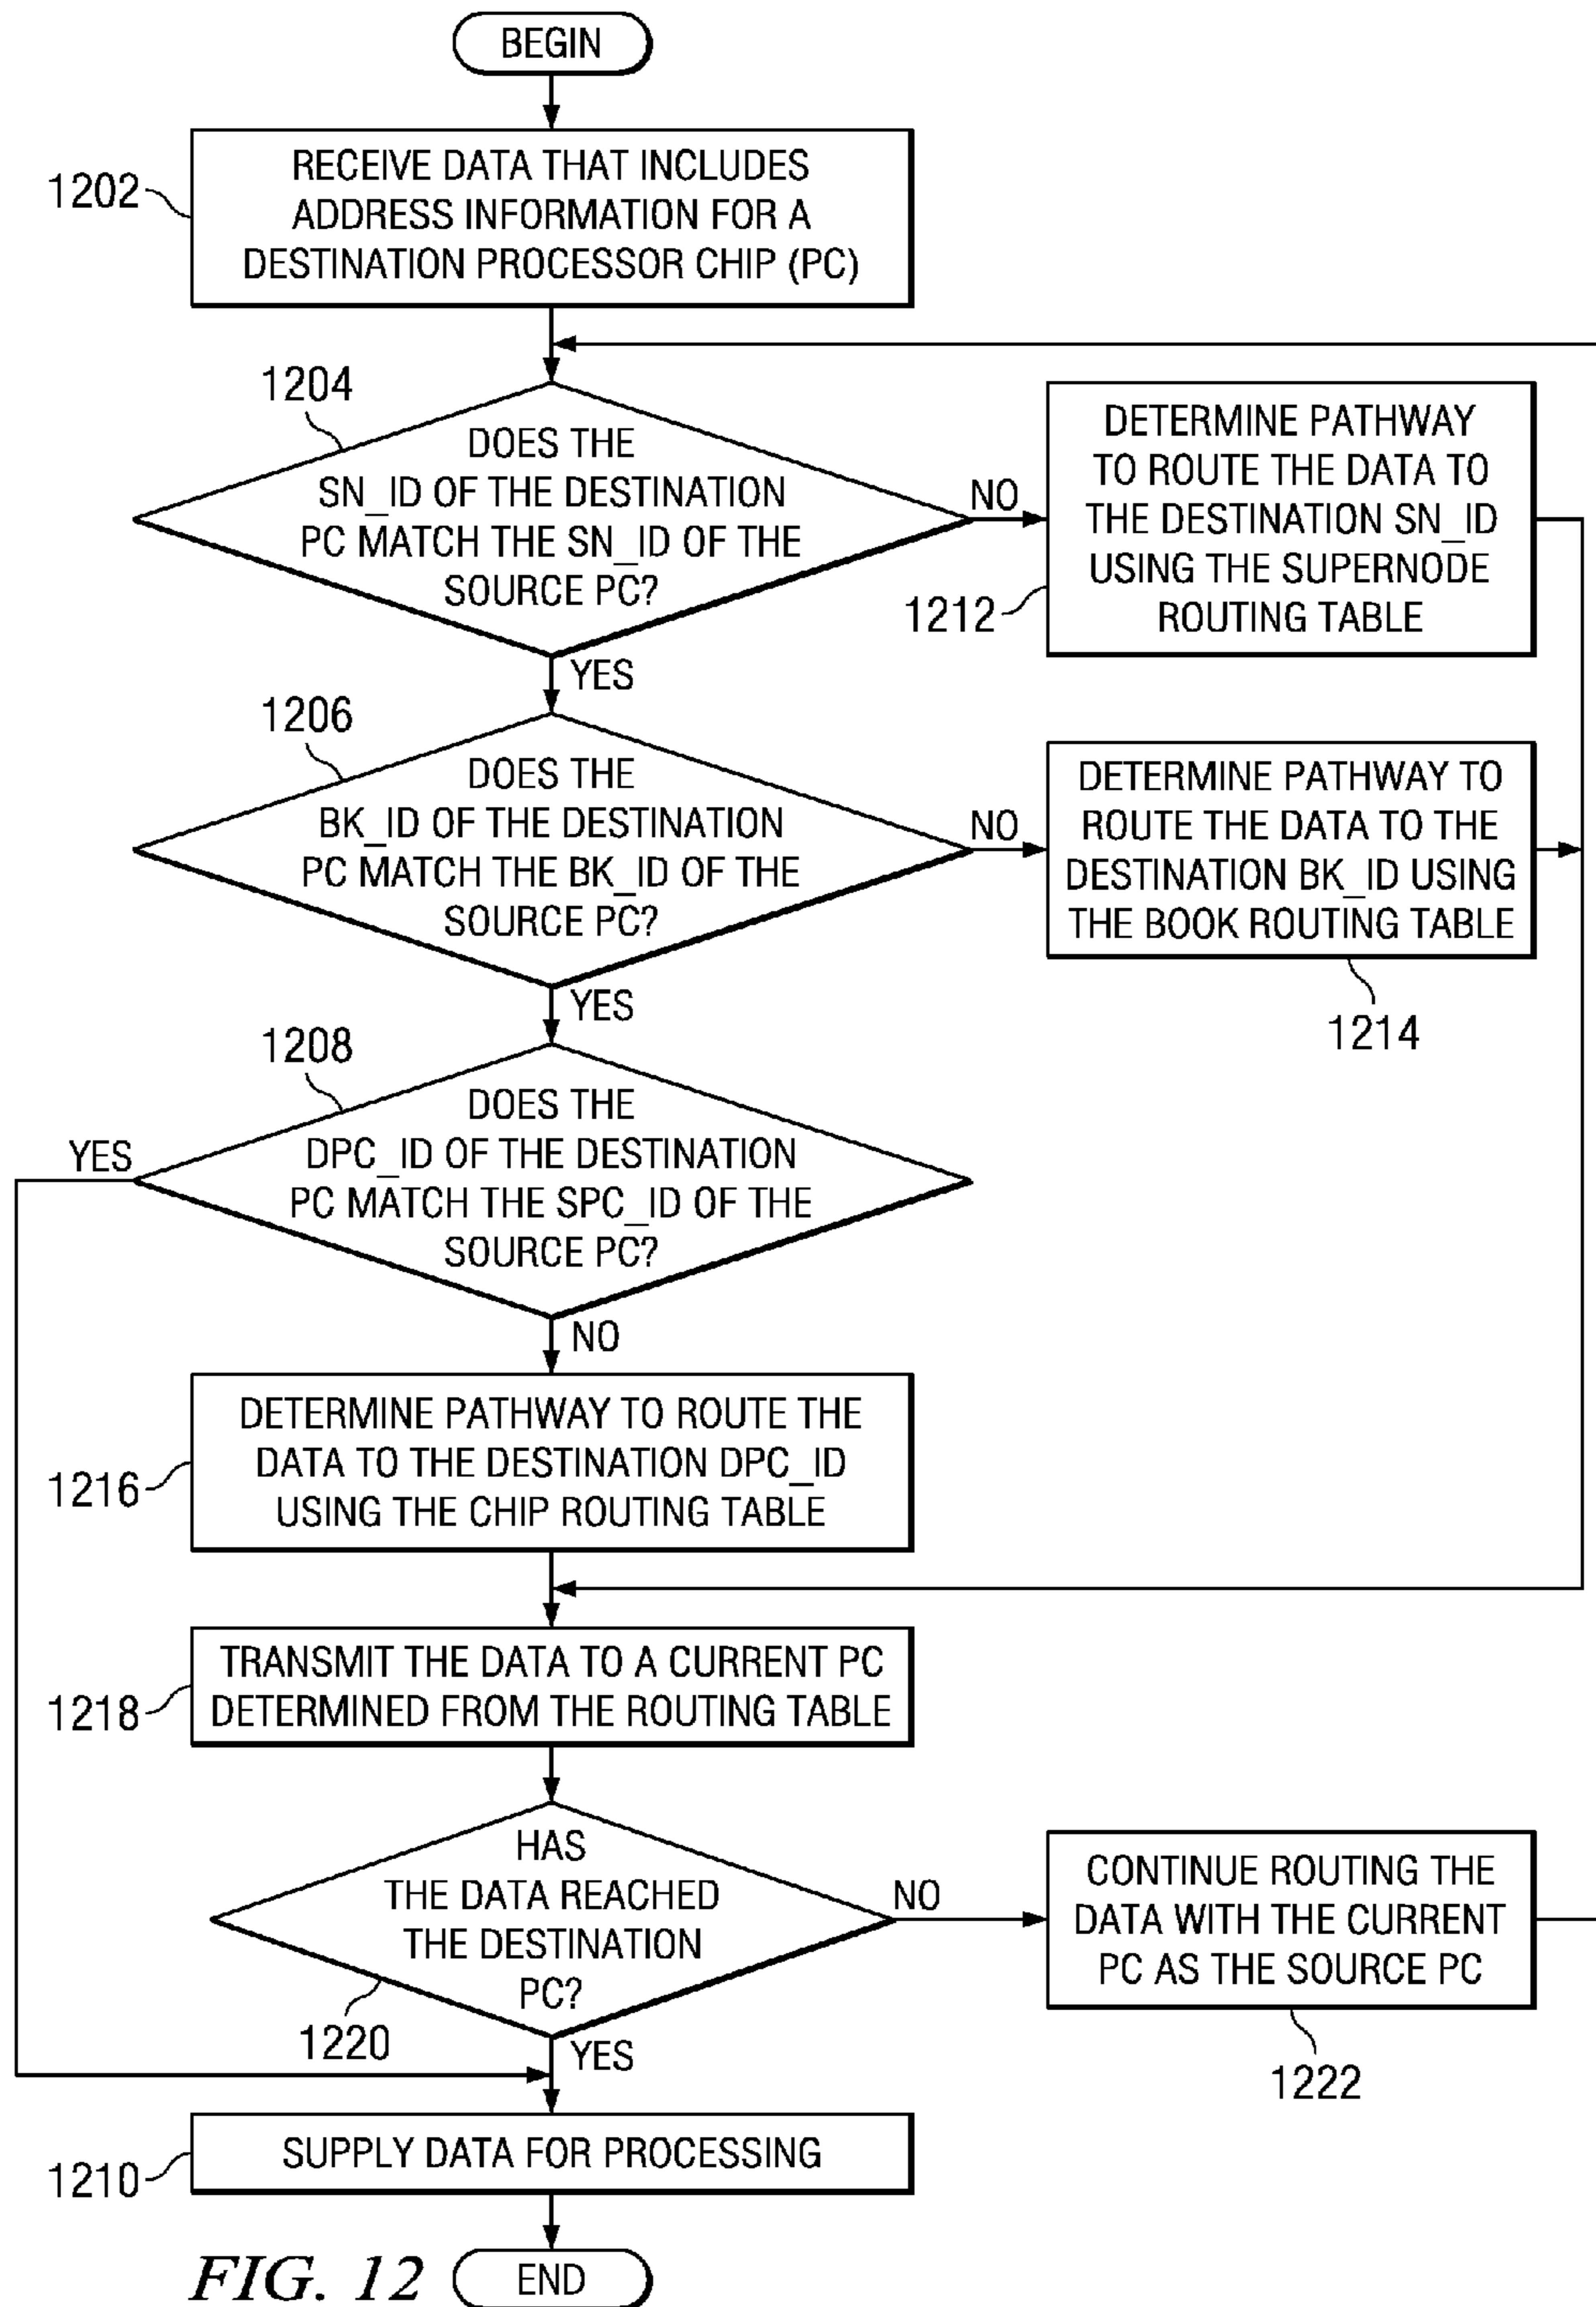 BEGIN
1202
RECEIVE DATA THAT INCLUDES
ADDRESS INFORMATION FOR A
DESTINATION PROCESSOR CHIP (PC)
1204
DOES THE
SN_ID OF THE DESTINATION
PC MATCH THE SN_ID OF THE
SOURCE PC?
NO
YES
DETERMINE PATHWAY
TO ROUTE THE DATA TO
THE DESTINATION SN_ID
USING THE SUPERNODE
ROUTING TABLE
1212
1206
DOES THE
BK_ID OF THE DESTINATION
PC MATCH THE BK_ID OF THE
SOURCE PC?
NO
YES
DETERMINE PATHWAY TO
ROUTE THE DATA TO THE
DESTINATION BK_ID USING
THE BOOK ROUTING TABLE
1214
1208
DOES THE
DPC_ID OF THE DESTINATION
PC MATCH THE SPC_ID OF THE
SOURCE PC?
YES
NO
1216
DETERMINE PATHWAY TO ROUTE THE
DATA TO THE DESTINATION DPC_ID
USING THE CHIP ROUTING TABLE
1218
TRANSMIT THE DATA TO A CURRENT PC
DETERMINED FROM THE ROUTING TABLE
HAS
THE DATA REACHED
THE DESTINATION
PC?
1220
NO
YES
CONTINUE ROUTING THE
DATA WITH THE CURRENT
PC AS THE SOURCE PC
1222
1210
SUPPLY DATA FOR PROCESSING
FIG. 12
END